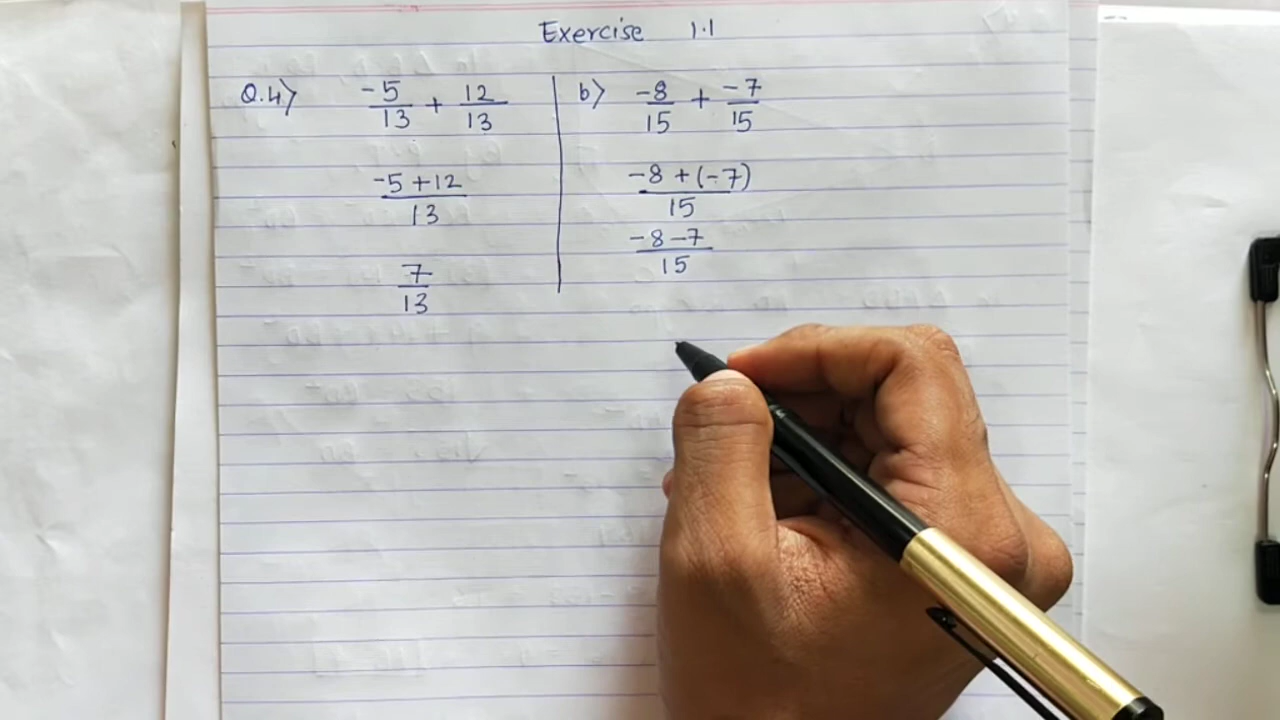 Exercise 1.1
Q.4) -5/13 + 12/13
-5+12/13
7/13
b) -8/15 + -7/15
-8+(-7)/15
-8-7/15